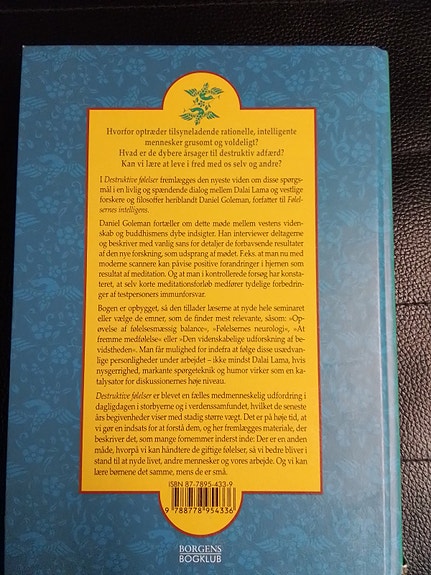 Hvorfor optræder tilsyneladende rationelle, intelligente
mennesker grusomt og voldeligt?
Hvad er de dybere årsager til destruktiv adfærd?
Kan vi lære at leve i fred med os selv og andre?
I Destruktive følelser fremlægges den nyeste viden om disse spørgs-
mål i en livlig og spændende dialog mellem Dalai Lama og vestlige
forskere og filosoffer heriblandt Daniel Goleman, forfatter til Følel-
sernes intelligens.
Daniel Goleman fortæller om dette møde mellem vestens viden-
skab og buddhismens dybe indsigter. Han interviewer deltagerne
og beskriver med vanlig sans for detaljer de forbavsende resultater
af den nye forskning, som udsprang af mødet. F.eks. at man nu med
moderne scannere kan påvise positive forandringer i hjernen som
resultat af meditation. Og at man i kontrollerede forsøg har konsta-
teret, at selv korte meditationsforløb medfører tydelige forbedrin-
ger af testpersoners immunforsvar.
Bogen er opbygget, så den tillader læserne at nyde hele seminaret
eller vælge de emner, som de finder mest relevante, såsom: »Op-
øvelse af følelsesmæssig balance«, »Følelsernes neurologi«, »At
fremme medfølelse« eller »Den videnskabelige udforskning af be-
vidstheden«. Man får mulighed for indefra at følge disse usædvan-
lige personligheder under arbejdet – ikke mindst Dalai Lama, hvis
nysgerrighed, markante spørgeteknik og humor virker som en ka-
talysator for diskussionernes høje niveau.
Destruktive følelser er blevet en fælles medmenneskelig udfordring i
dagligdagen i storbyerne og i verdenssamfundet, hvilket de seneste
års begivenheder viser med stadig større vægt. Det er på høje tid, at
vi gør en indsats for at forstå dem, og her fremlægges materiale, der
beskriver det, som mange fornemmer inderst inde: Der er en anden
måde, hvorpå vi kan håndtere de giftige følelser, så vi bedre bliver i
stand til at nyde livet, andre mennesker og vores arbejde. Og vi kan
lære børnene det samme, mens de er små.
ISBN 87-7895-433-9
9 788778 954336
BORGENS
BOGKLUB